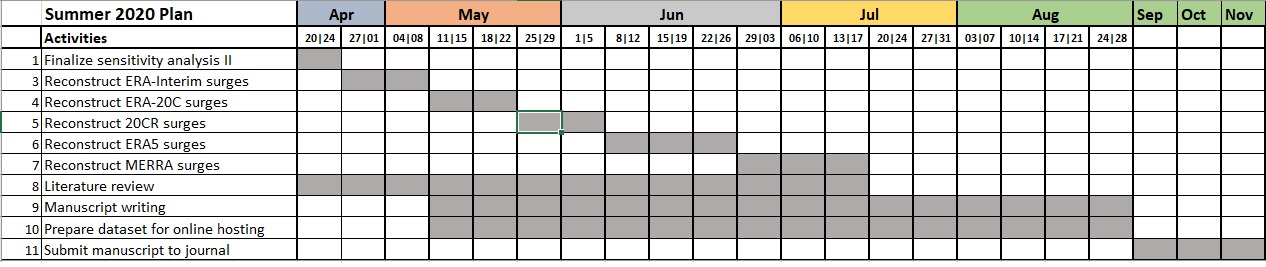 Summer 2020 Plan Apr May Jun Jul Aug Sep Oct Nov
Activities 20|24 27|01 04|08 11|15 18|22 25|29 1|5 8|12 15|19 22|26 29|03 06|10 13|17 20|24 27|31 03|07 10|14 17|21 24|28
1 Finalize sensitivity analysis II
3 Reconstruct ERA-Interim surges
4 Reconstruct ERA-20C surges
5 Reconstruct 20CR surges
6 Reconstruct ERA5 surges
7 Reconstruct MERRA surges
8 Literature review
9 Manuscript writing
10 Prepare dataset for online hosting
11 Submit manuscript to journal